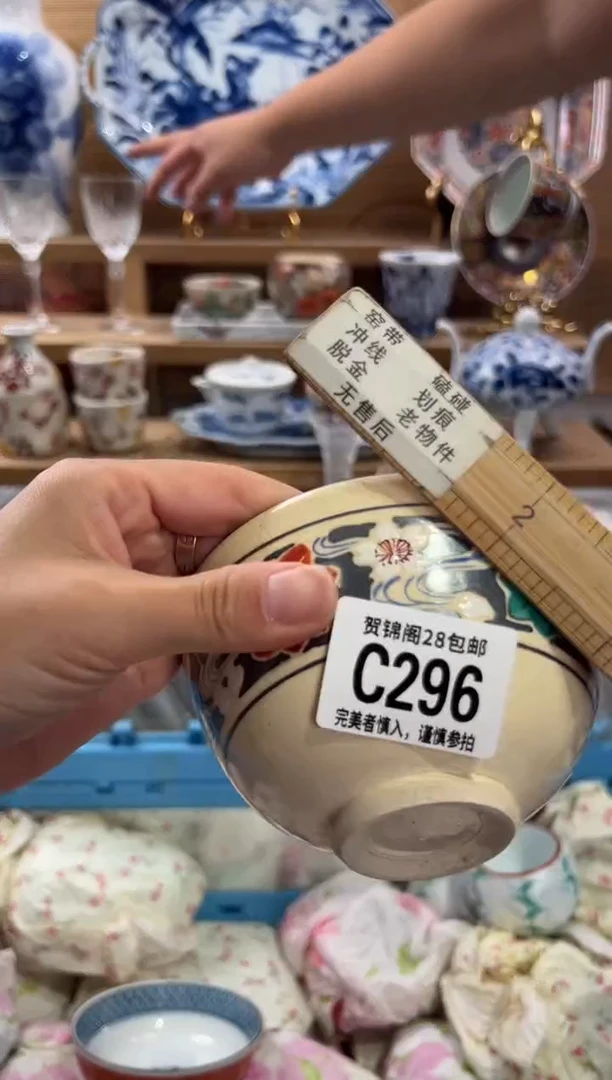 窑带 磕碰
冲线 划痕
脱金 老物件
无售后
2
贺锦阁28包邮
C296
完美者慎入，谨慎参拍